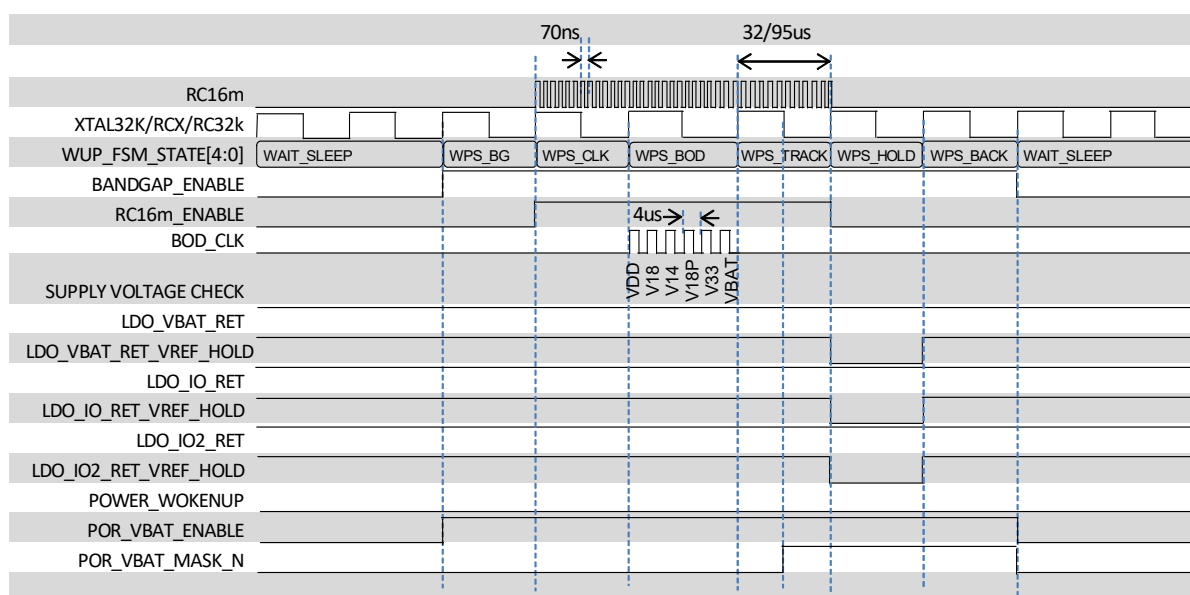 70ns 32/95us
RC16m
XTAL32K/RCX/RC32k
WUP_FSM_STATE[4:0] WAIT_SLEEP WPS_BG WPS_CLK WPS_BOD WPS_TRACK WPS_HOLD WPS_BACK WAIT_SLEEP
BANDGAP_ENABLE
RC16m_ENABLE 4us
BOD_CLK
SUPPLY VOLTAGE CHECK VDD V18 V14 V18P V33 VBAT
LDO_VBAT_RET
LDO_VBAT_RET_VREF_HOLD
LDO_IO_RET
LDO_IO_RET_VREF_HOLD
LDO_IO2_RET
LDO_IO2_RET_VREF_HOLD
POWER_WOKENUP
POR_VBAT_ENABLE
POR_VBAT_MASK_N